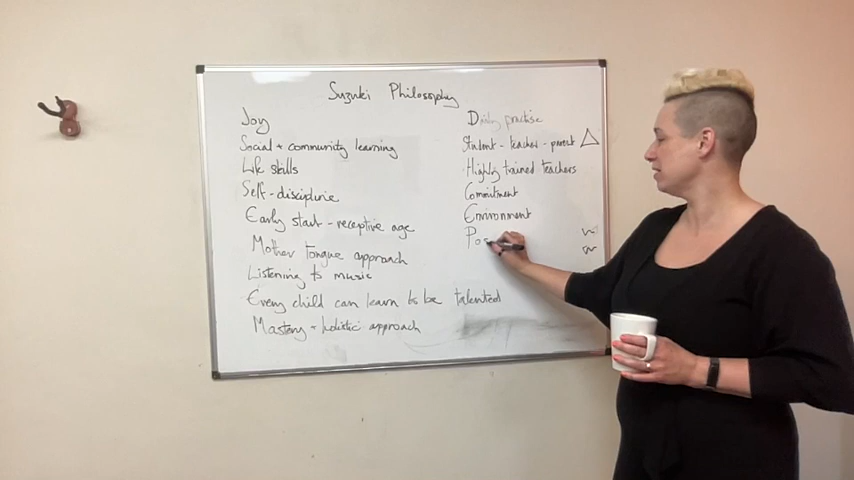 Suzuki Philosophy
Joy
Social + community learning
Life skills
Self-discipline
Early start - receptive age
Mother tongue approach
Listening to music
Every child can learn to be talented
Mastery - holistic approach
Daily practise
Student - teacher - parent
Highly trained teachers
Commitment
Environment
Pos